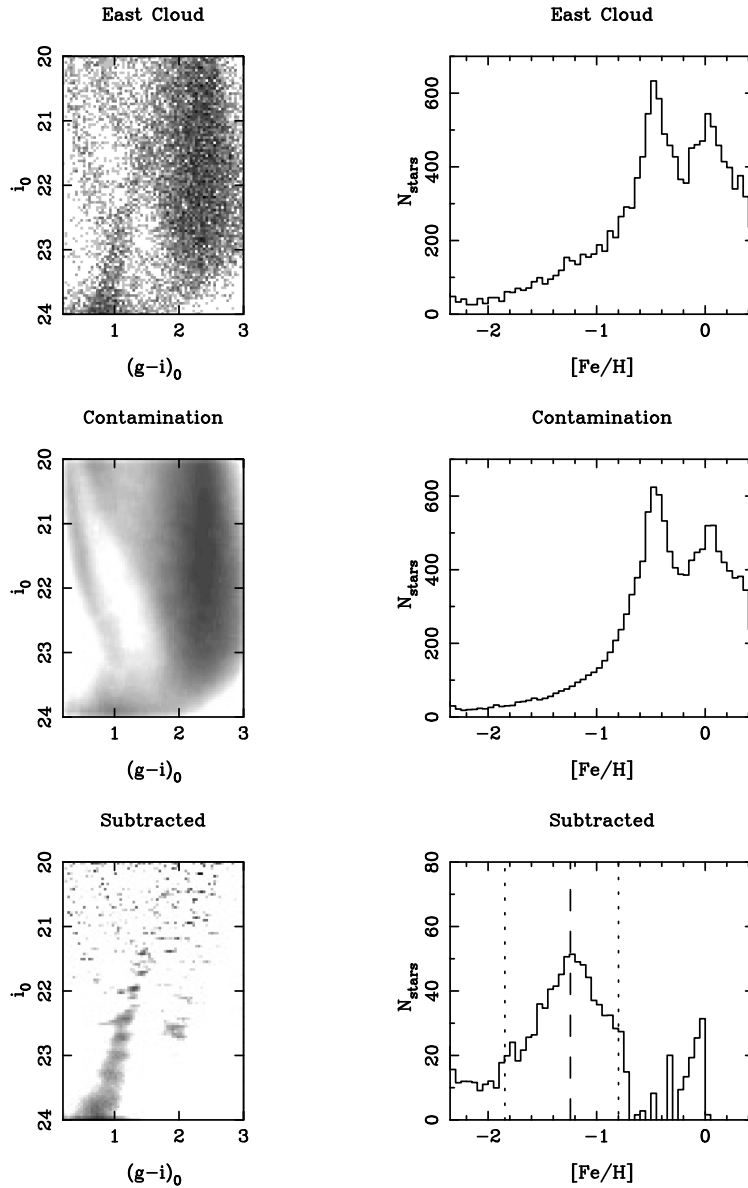 East Cloud
East Cloud
20
21
22
23
24
i₀
1
2
3
(g−i)₀
600
400
200
0
N_stars
−2
−1
0
[Fe/H]
Contamination
Contamination
20
21
22
23
24
i₀
1
2
3
(g−i)₀
600
400
200
0
N_stars
−2
−1
0
[Fe/H]
Subtracted
Subtracted
20
21
22
23
24
i₀
1
2
3
(g−i)₀
80
60
40
20
0
N_stars
−2
−1
0
[Fe/H]